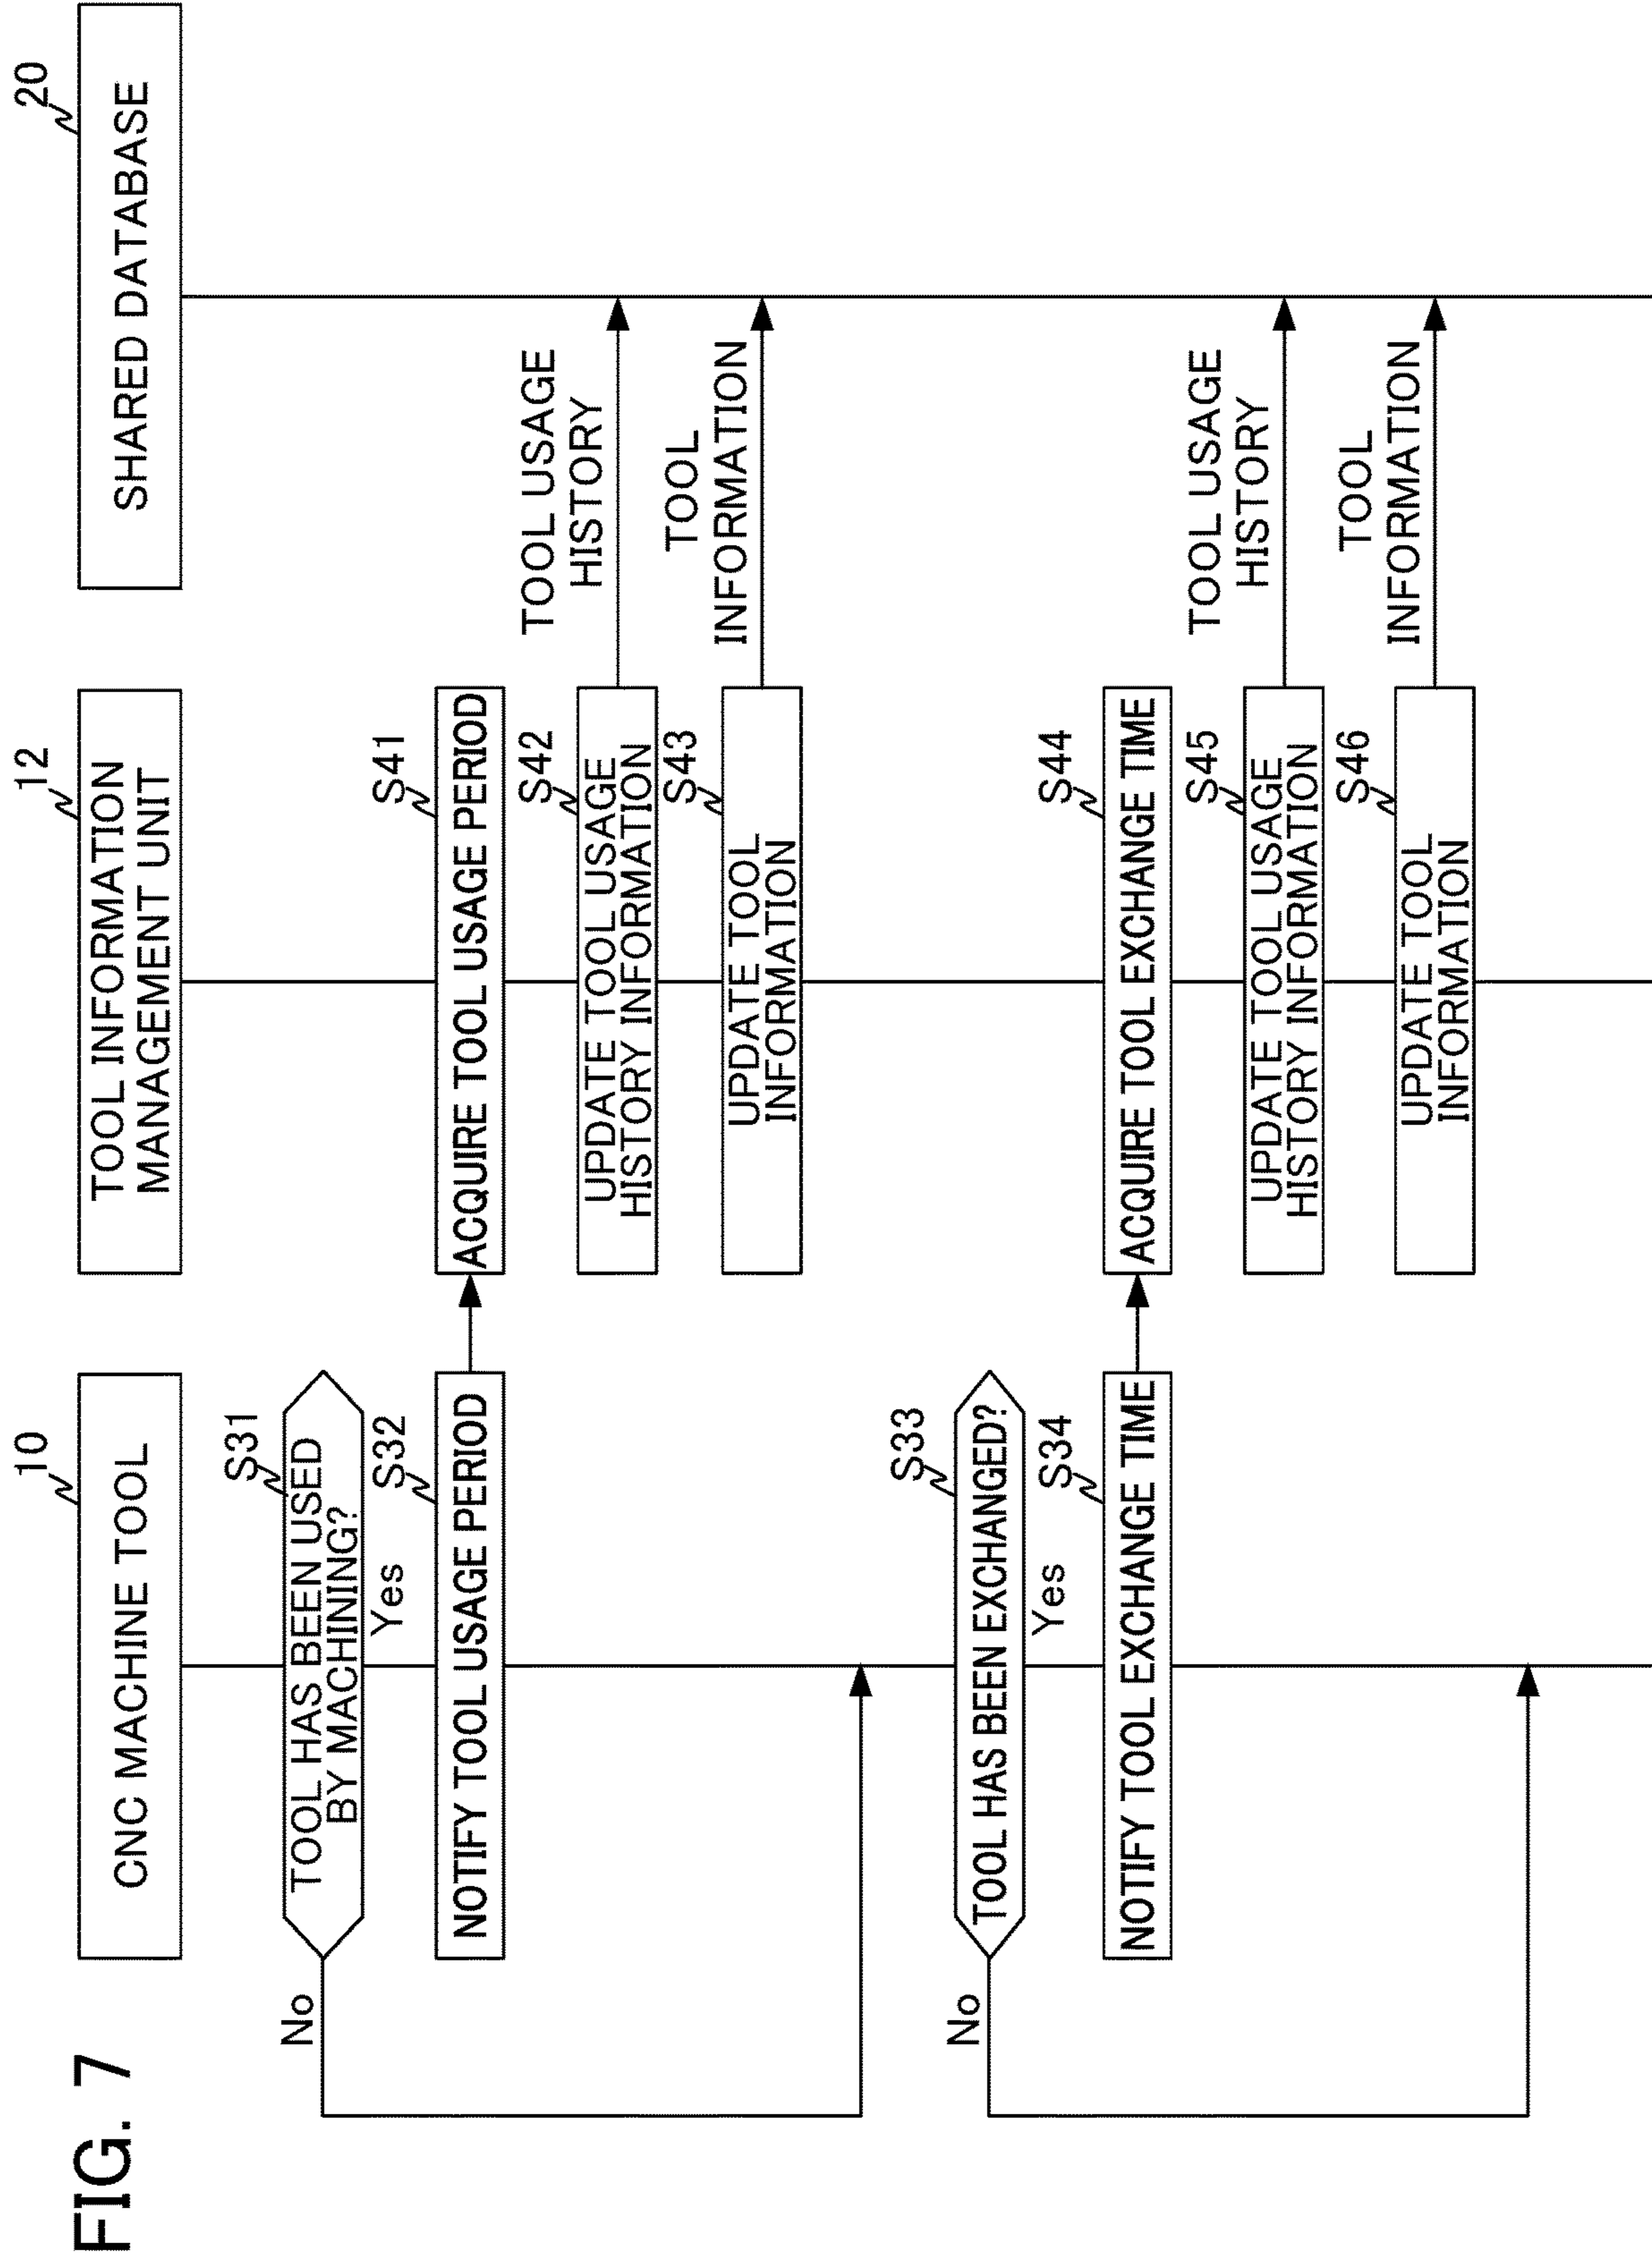 FIG. 7
10
CNC MACHINE TOOL
12
TOOL INFORMATION
MANAGEMENT UNIT
20
SHARED DATABASE
S31
TOOL HAS BEEN USED
BY MACHINING?
No
Yes
S32
NOTIFY TOOL USAGE PERIOD
S41
ACQUIRE TOOL USAGE PERIOD
S42
UPDATE TOOL USAGE
HISTORY INFORMATION
TOOL USAGE
HISTORY
S43
UPDATE TOOL
INFORMATION
TOOL
INFORMATION
S33
TOOL HAS BEEN EXCHANGED?
No
Yes
S34
NOTIFY TOOL EXCHANGE TIME
S44
ACQUIRE TOOL EXCHANGE TIME
S45
UPDATE TOOL USAGE
HISTORY INFORMATION
TOOL USAGE
HISTORY
S46
UPDATE TOOL
INFORMATION
TOOL
INFORMATION